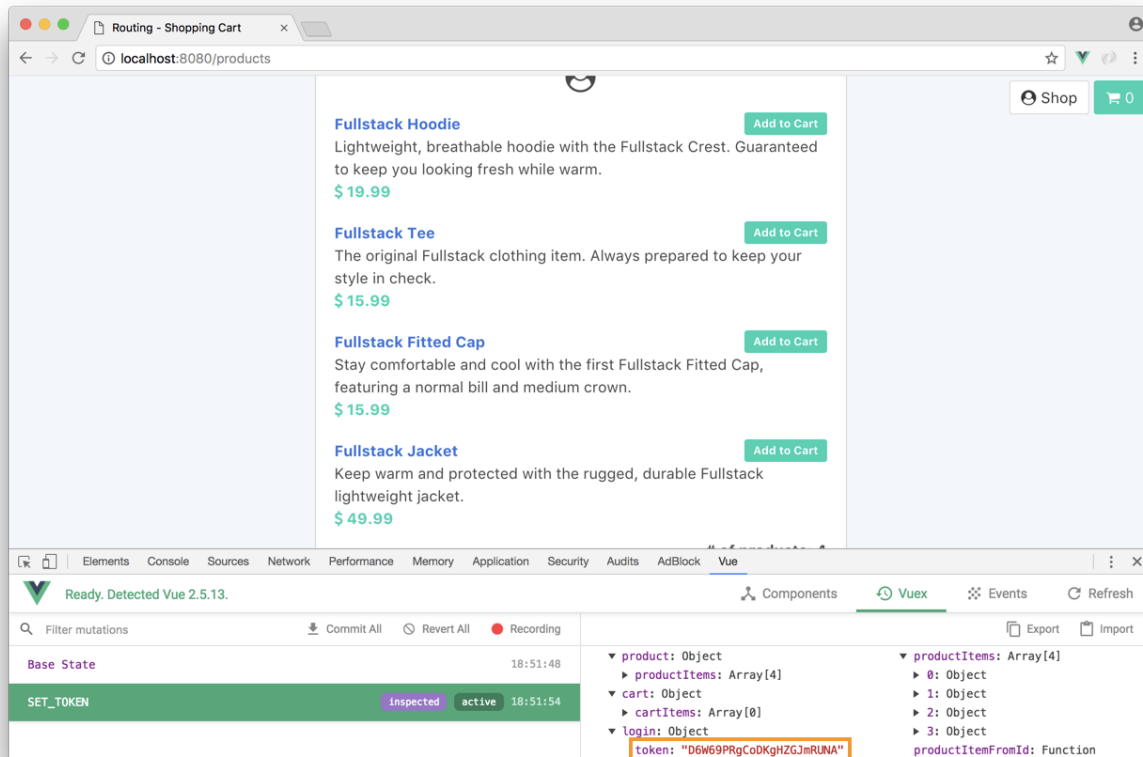 Routing - Shopping Cart
localhost:8080/products
Shop
0
Fullstack Hoodie
Add to Cart
Lightweight, breathable hoodie with the Fullstack Crest. Guaranteed
to keep you looking fresh while warm.
$ 19.99
Fullstack Tee
Add to Cart
The original Fullstack clothing item. Always prepared to keep your
style in check.
$ 15.99
Fullstack Fitted Cap
Add to Cart
Stay comfortable and cool with the first Fullstack Fitted Cap,
featuring a normal bill and medium crown.
$ 15.99
Fullstack Jacket
Add to Cart
Keep warm and protected with the rugged, durable Fullstack
lightweight jacket.
$ 49.99
Elements Console Sources Network Performance Memory Application Security Audits AdBlock Vue
Ready. Detected Vue 2.5.13.
Components Vuex Events Refresh
Filter mutations
Commit All Revert All Recording
Export Import
Base State 18:51:48
SET_TOKEN inspected active 18:51:54
product: Object
productItems: Array[4]
cart: Object
cartItems: Array[0]
login: Object
token: "D6W69PRgCoDKgHZGJmRUNA"
productItems: Array[4]
0: Object
1: Object
2: Object
3: Object
productItemFromId: Function